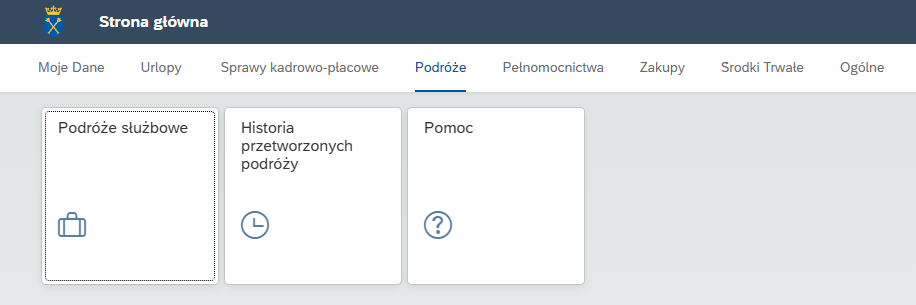 Strona główna
Moje Dane
Urlopy
Sprawy kadrowo-płacowe
Podróże
Pełnomocnictwa
Zakupy
Srodki Trwałe
Ogólne
Podróże służbowe
Historia
przetworzonych
podróży
Pomoc